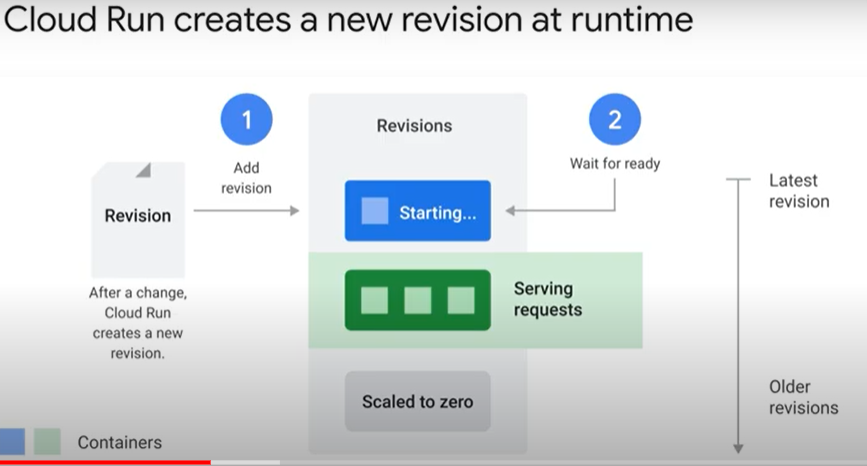 Cloud Run creates a new revision at runtime
1
Add
revision
Revisions
2
Wait for ready
Revision
Starting...
Latest
revision
After a change,
Cloud Run
creates a new
revision.
Serving
requests
Scaled to zero
Older
revisions
Containers